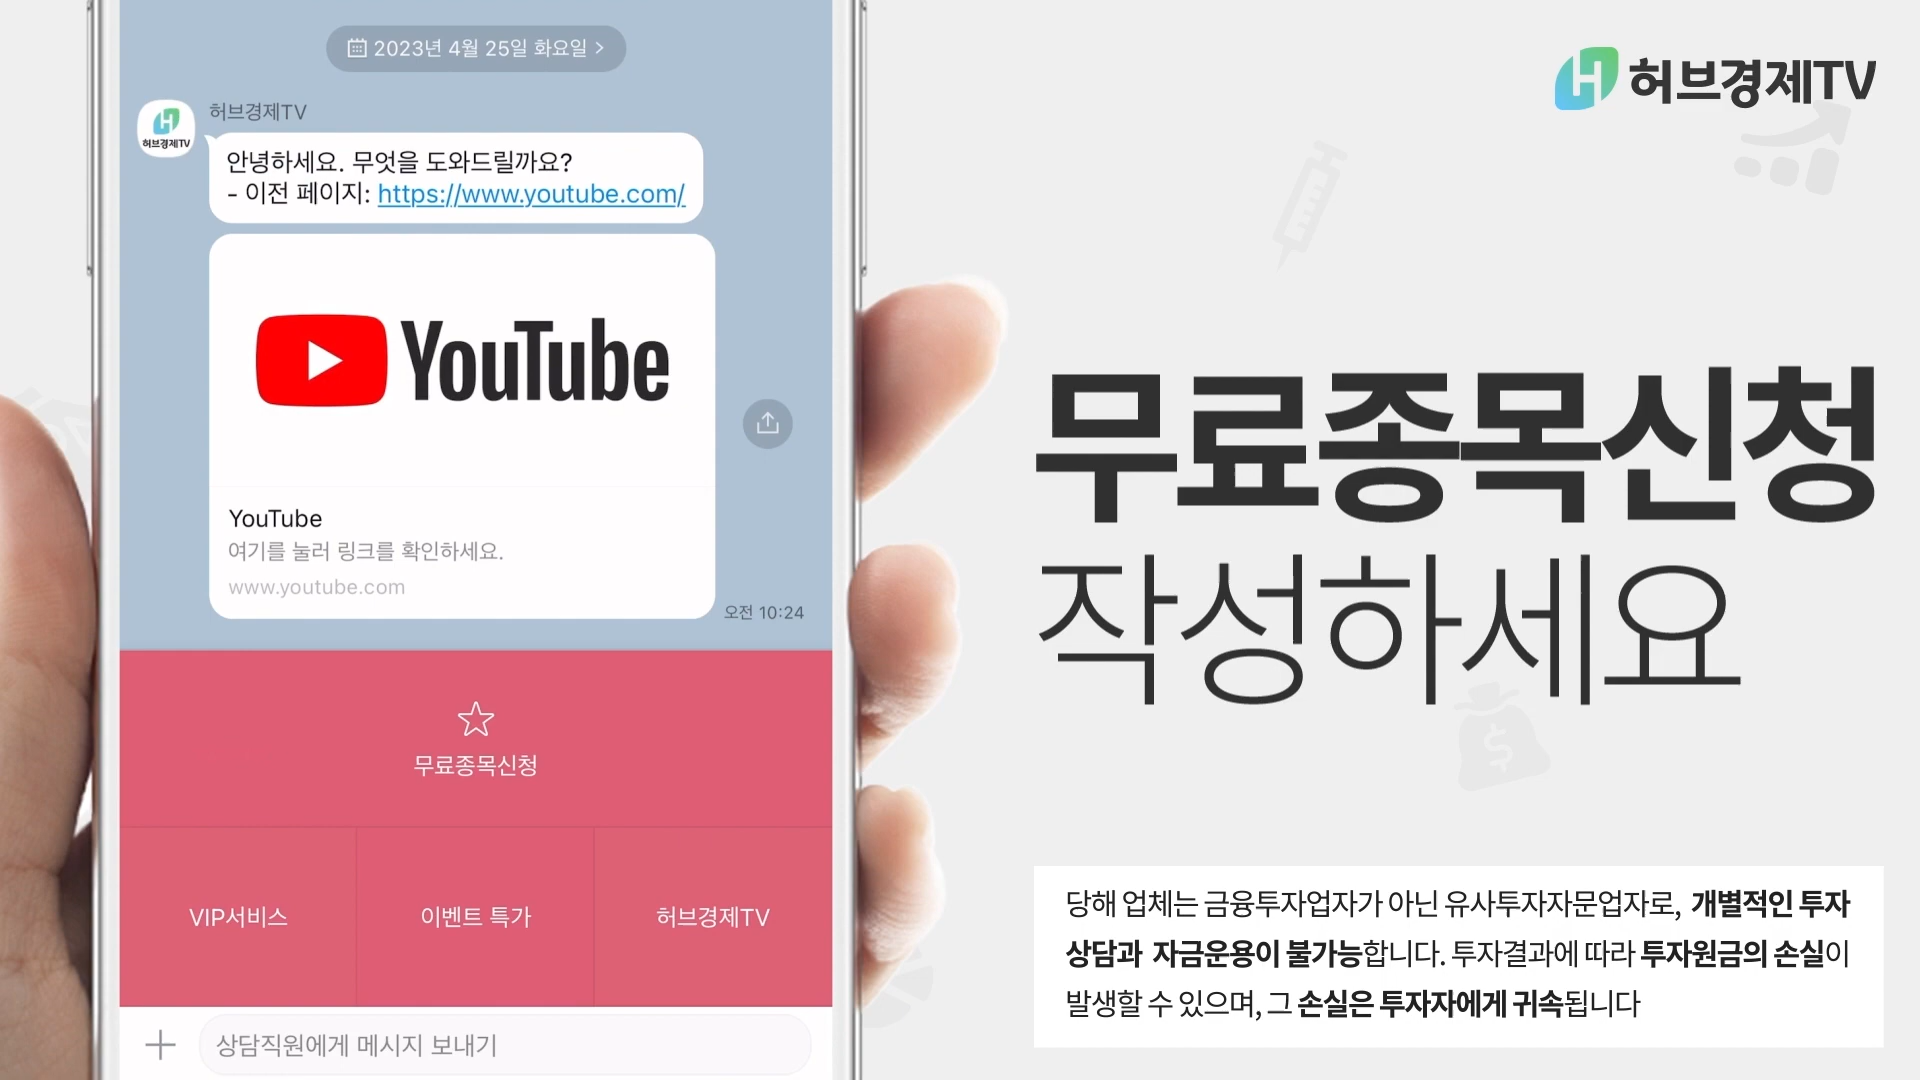 2023년 4월 25일 화요일 >
허브경제TV
허브경제TV
안녕하세요. 무엇을 도와드릴까요?
- 이전 페이지: https://www.youtube.com/
YouTube
YouTube
여기를 눌러 링크를 확인하세요.
www.youtube.com
오전 10:24
무료종목신청
VIP서비스
이벤트 특가
허브경제TV
상담직원에게 메시지 보내기
허브경제TV
무료종목신청
작성하세요
당해 업체는 금융투자업자가 아닌 유사투자자문업자로, 개별적인 투자
상담과 자금운용이 불가능합니다. 투자결과에 따라 투자원금의 손실이
발생할 수 있으며, 그 손실은 투자자에게 귀속됩니다